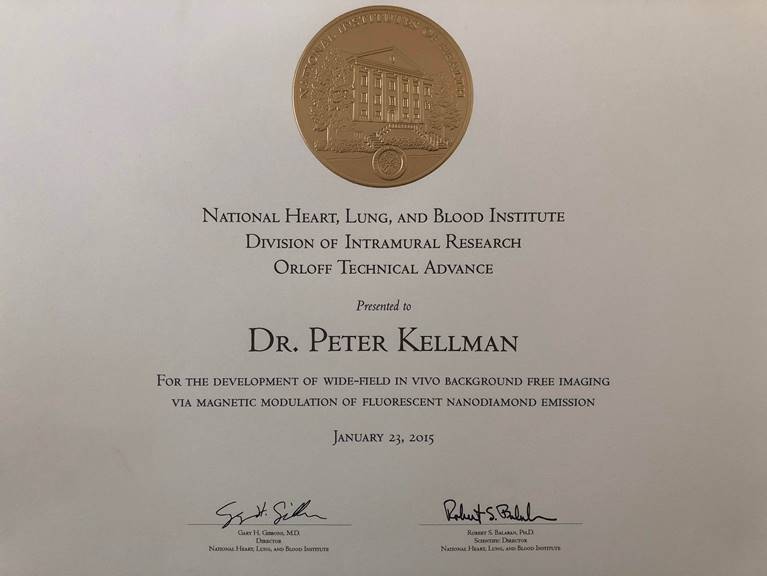 NATIONAL INSTITUTES OF HEALTH
NATIONAL HEART, LUNG, AND BLOOD INSTITUTE
DIVISION OF INTRAMURAL RESEARCH
ORLOFF TECHNICAL ADVANCE
Presented to
DR. PETER KELLMAN
FOR THE DEVELOPMENT OF WIDE-FIELD IN VIVO BACKGROUND FREE IMAGING
VIA MAGNETIC MODULATION OF FLUORESCENT NANODIAMOND EMISSION
JANUARY 23, 2015
GARY H. GIBBONS, M.D.
DIRECTOR
NATIONAL HEART, LUNG, AND BLOOD INSTITUTE
Robert S. Balaban
ROBERT S. BALABAN, PH.D.
SCIENTIFIC DIRECTOR
NATIONAL HEART, LUNG, AND BLOOD INSTITUTE